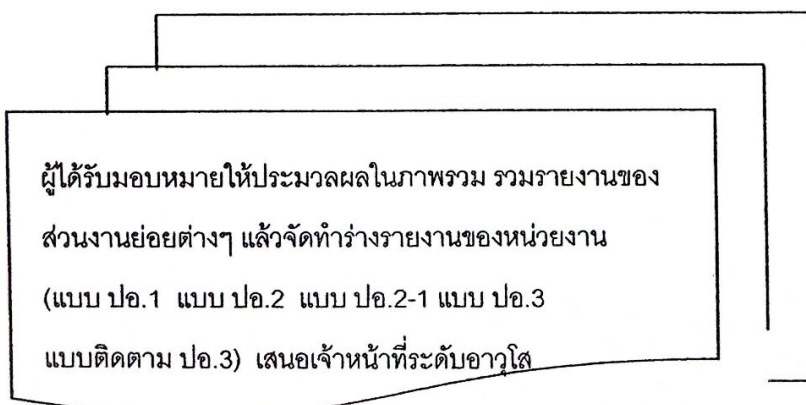 ผู้ได้รับมอบหมายให้ประมวลผลในภาพรวม รวมรายงานของ
ส่วนงานย่อยต่างๆ แล้วจัดทำร่างรายงานของหน่วยงาน
(แบบ ปอ.1 แบบ ปอ.2 แบบ ปอ.2-1 แบบ ปอ.3
แบบติดตาม ปอ.3) เสนอเจ้าหน้าที่ระดับอาวุโส